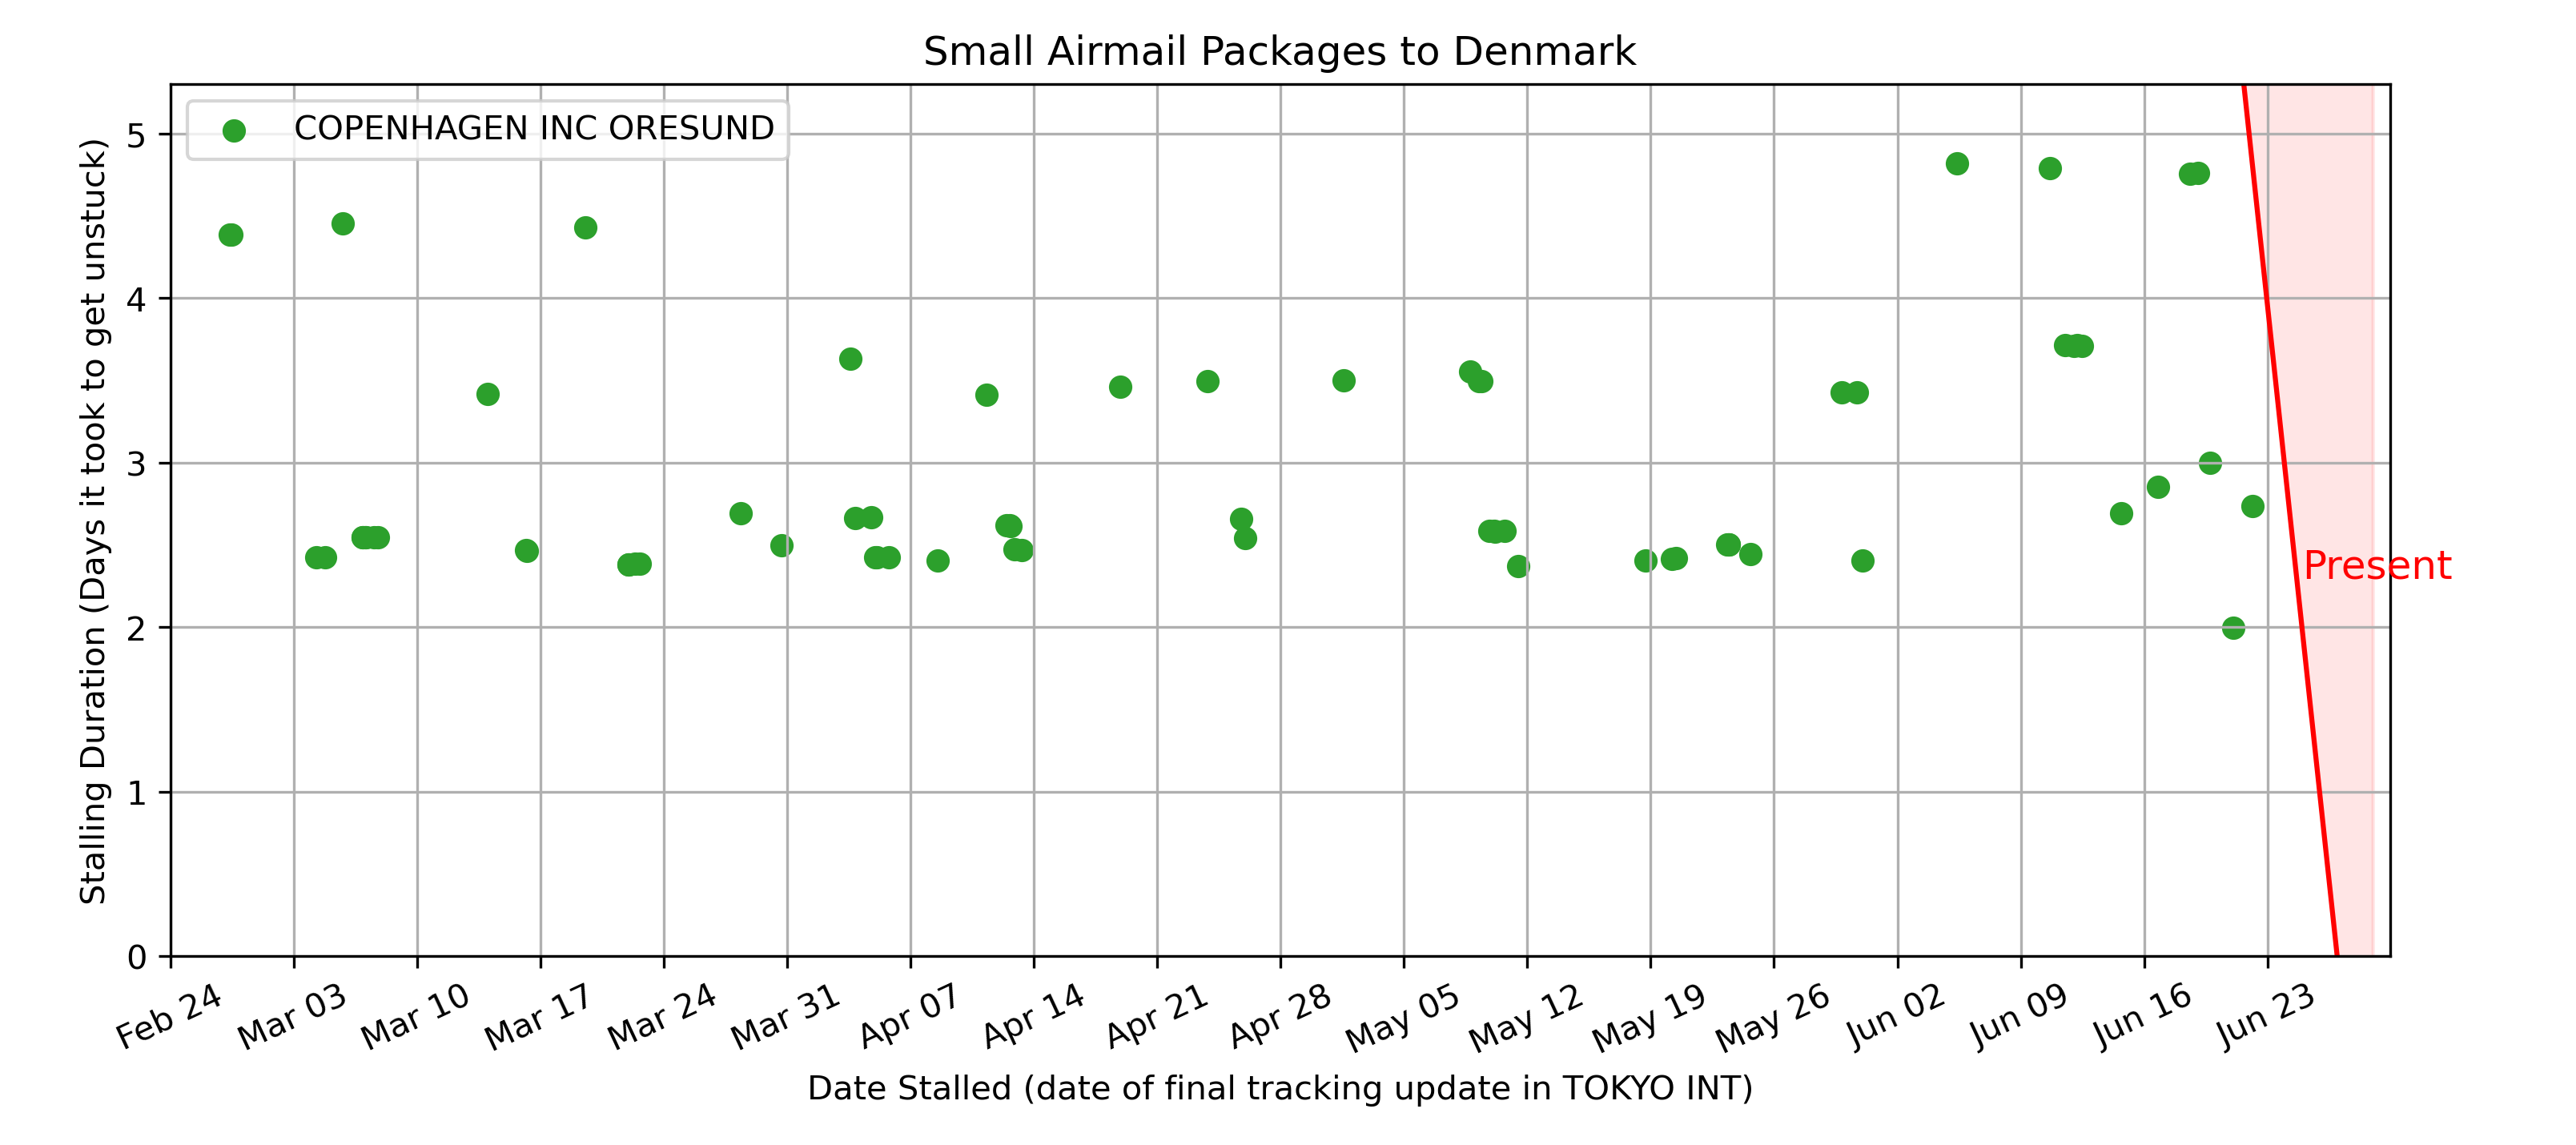 Small Airmail Packages to Denmark
COPENHAGEN INC ORESUND
Stalling Duration (Days it took to get unstuck)
5
4
3
2
1
0
Present
Feb 24
Mar 03
Mar 10
Mar 17
Mar 24
Mar 31
Apr 07
Apr 14
Apr 21
Apr 28
May 05
May 12
May 19
May 26
Jun 02
Jun 09
Jun 16
Jun 23
Date Stalled (date of final tracking update in TOKYO INT)